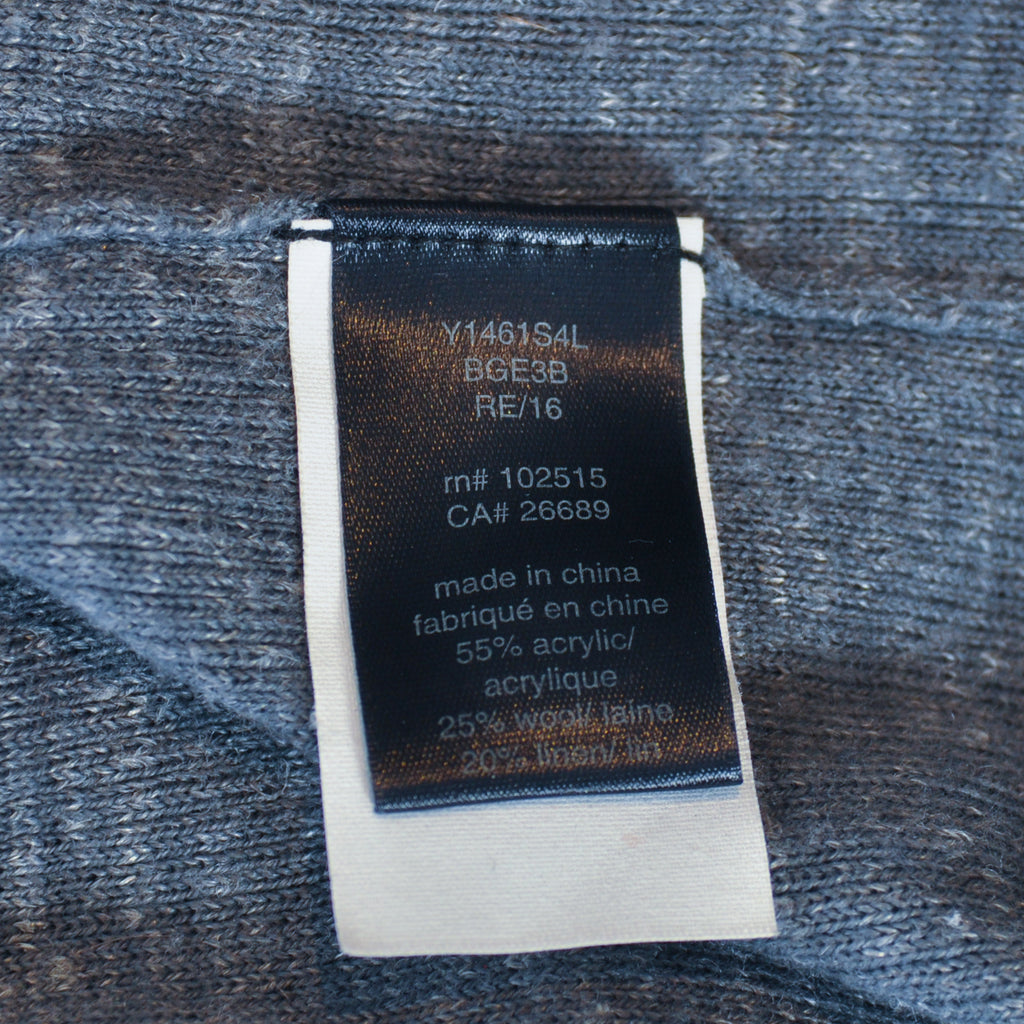 Y1461S4L
BGE3B
RE/16
rn# 102515
CA# 26689
made in china
fabriqué en chine
55% acrylic/
acrylique
25% wool/ laine
20% linen/ lin